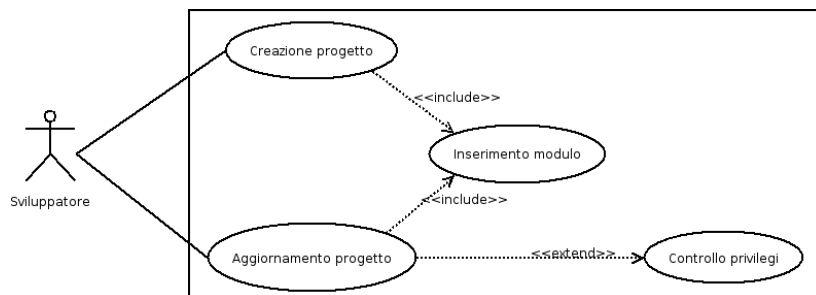 Creazione progetto
<<include>>
Inserimento modulo
Sviluppatore
<<include>>
Aggiornamento progetto
<<extend>>
Controllo privilegi